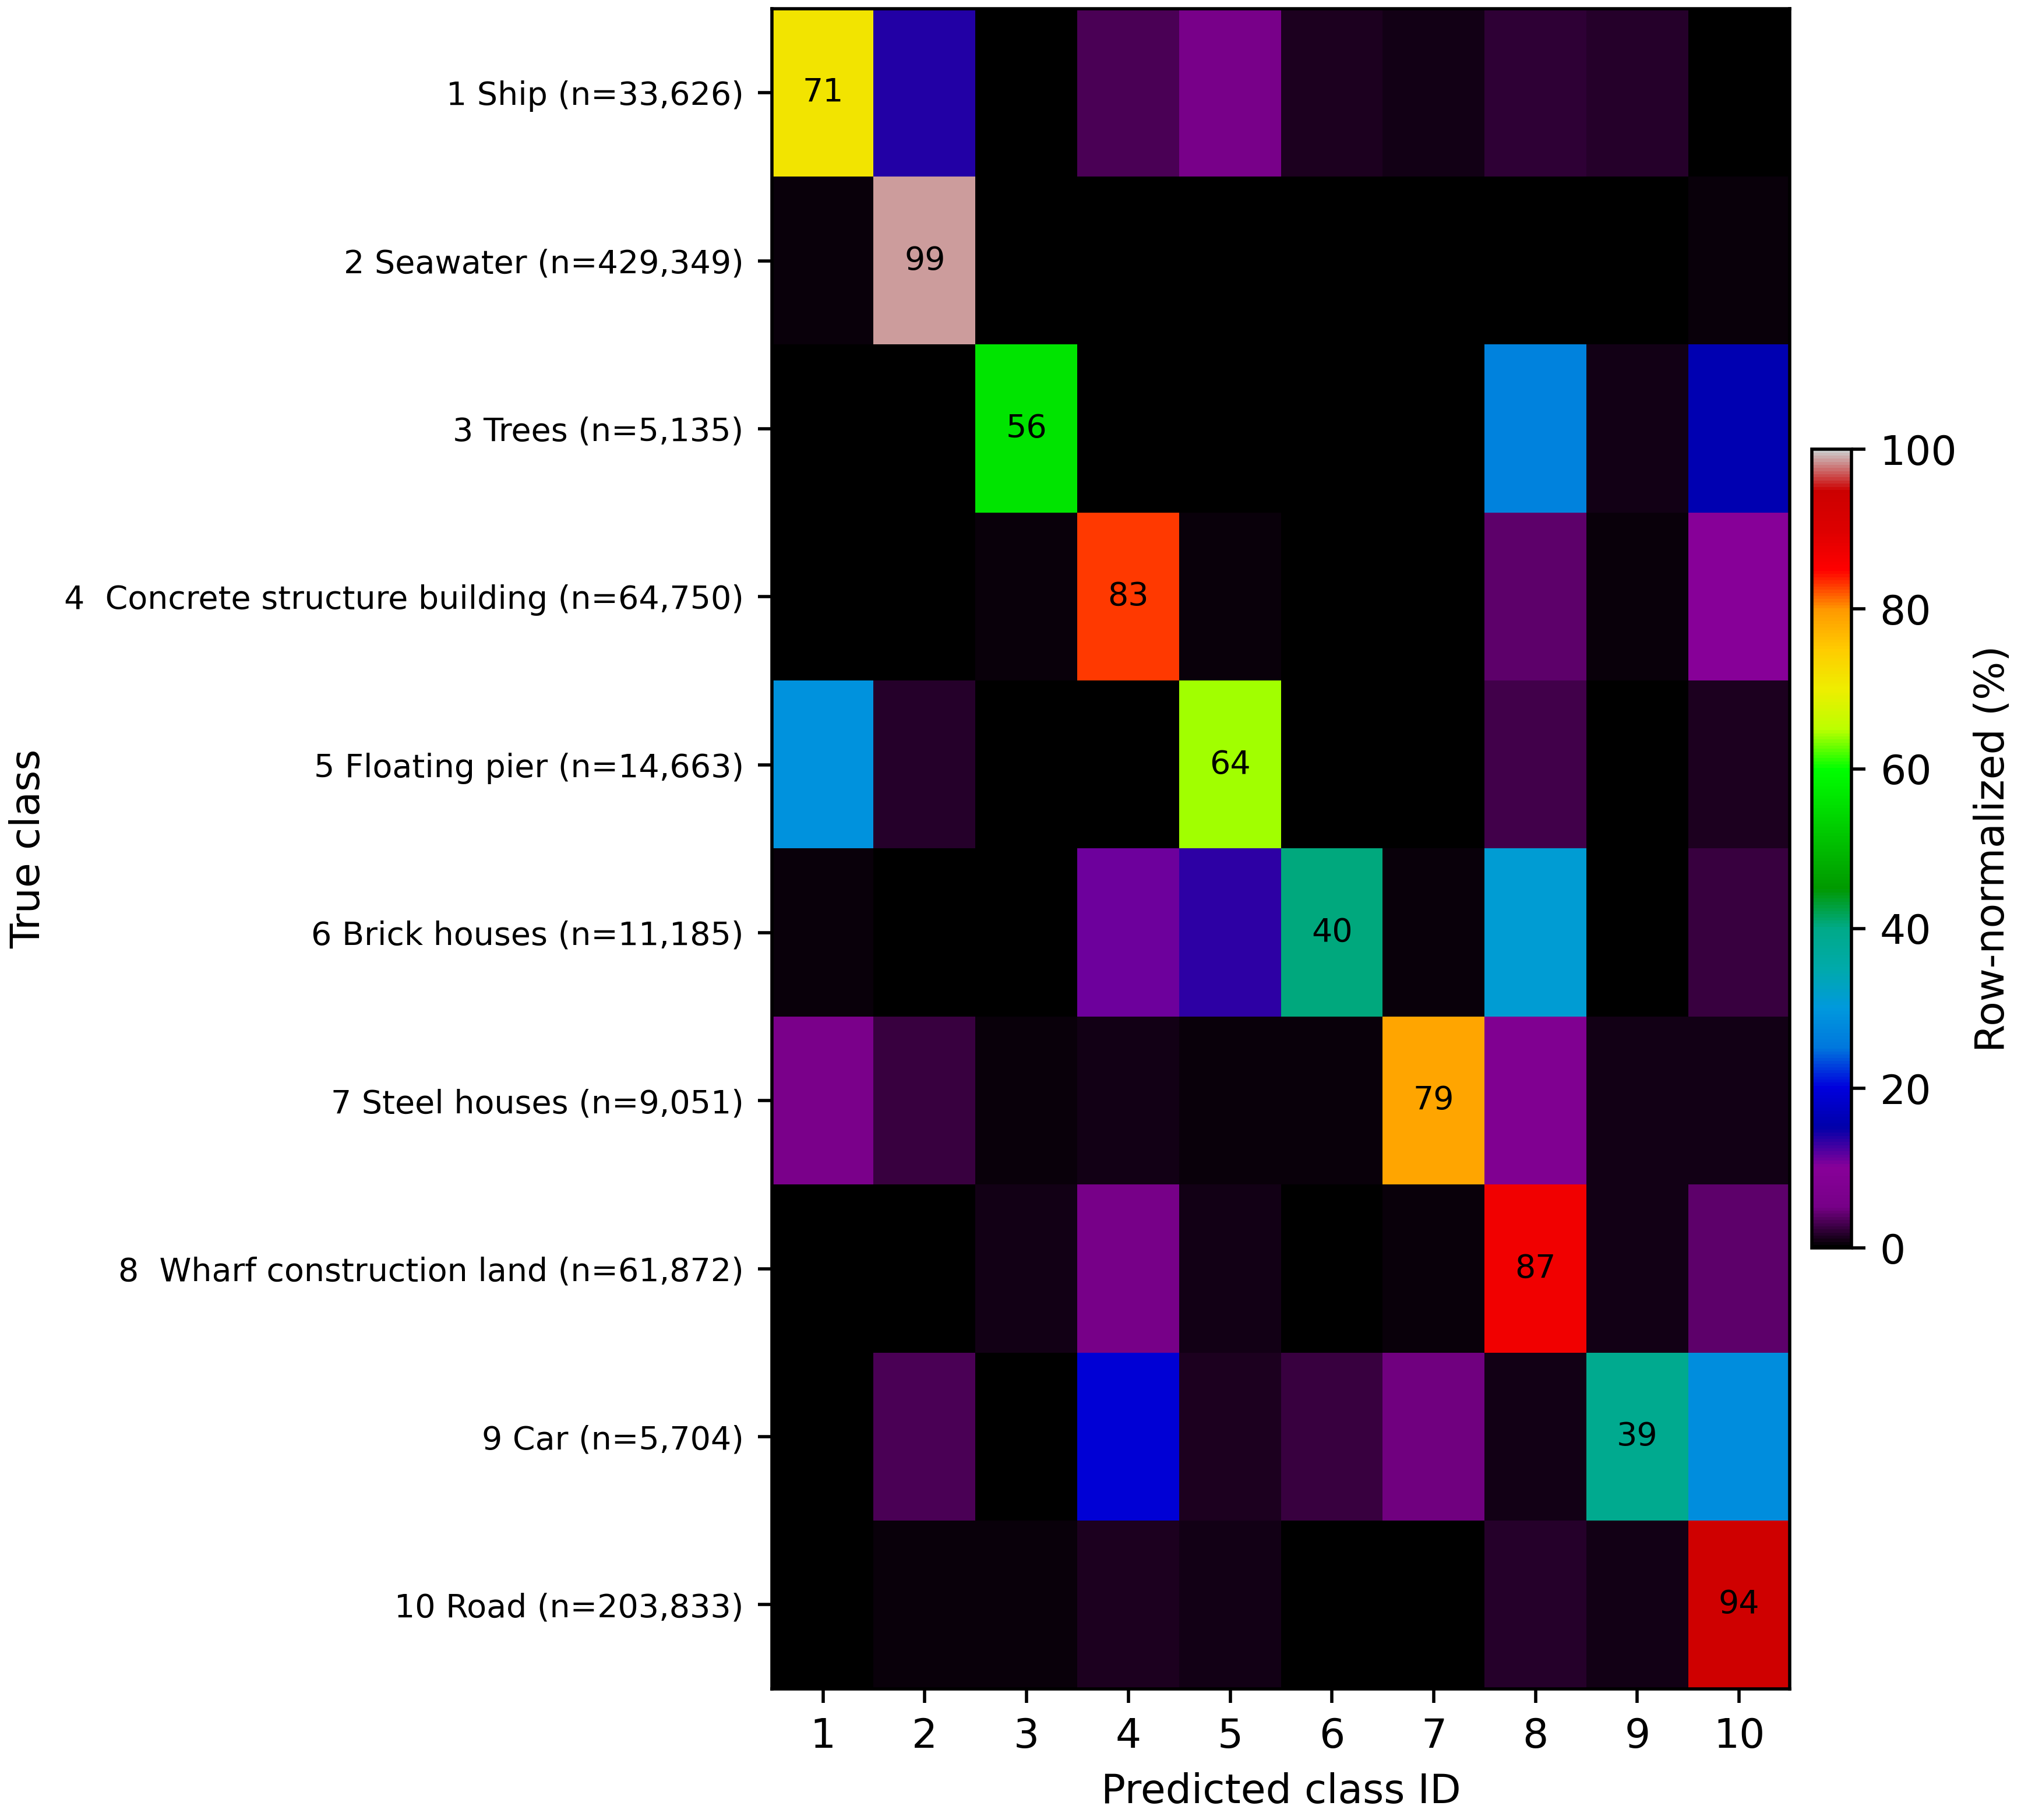 1 Ship (n=33,626)
71
2 Seawater (n=429,349)
99
3 Trees (n=5,135)
56
4  Concrete structure building (n=64,750)
83
5 Floating pier (n=14,663)
64
6 Brick houses (n=11,185)
40
7 Steel houses (n=9,051)
79
8  Wharf construction land (n=61,872)
87
9 Car (n=5,704)
39
10 Road (n=203,833)
94
True class
1 2 3 4 5 6 7 8 9 10
Predicted class ID
100
80
60
40
20
0
Row-normalized (%)